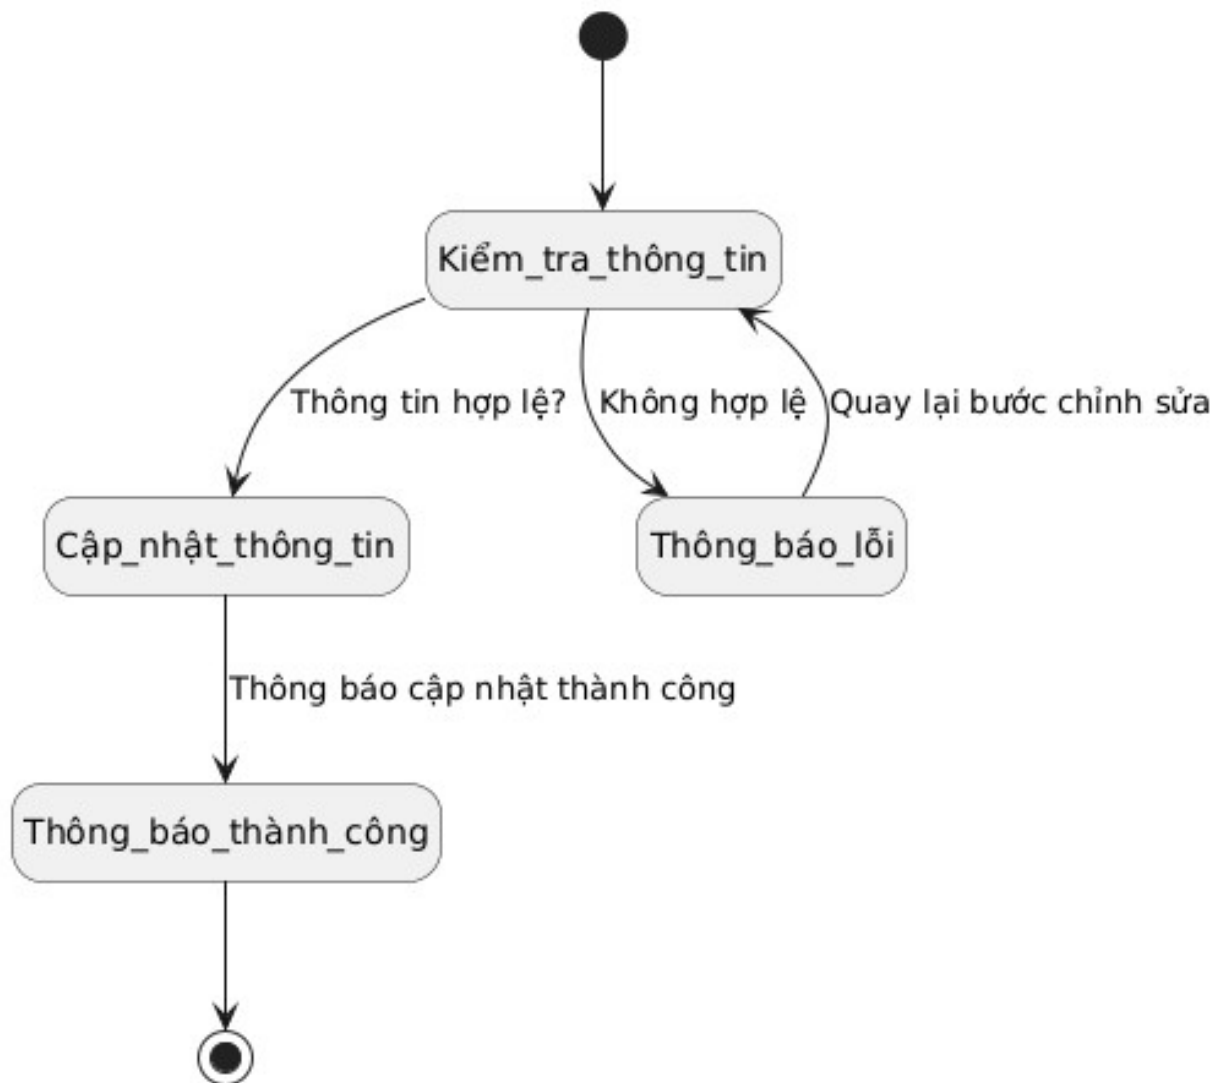 Kiểm_tra_thông_tin
Thông tin hợp lệ?
Không hợp lệ
Quay lại bước chỉnh sửa
Cập_nhật_thông_tin
Thông_báo_lỗi
Thông báo cập nhật thành công
Thông_báo_thành_công